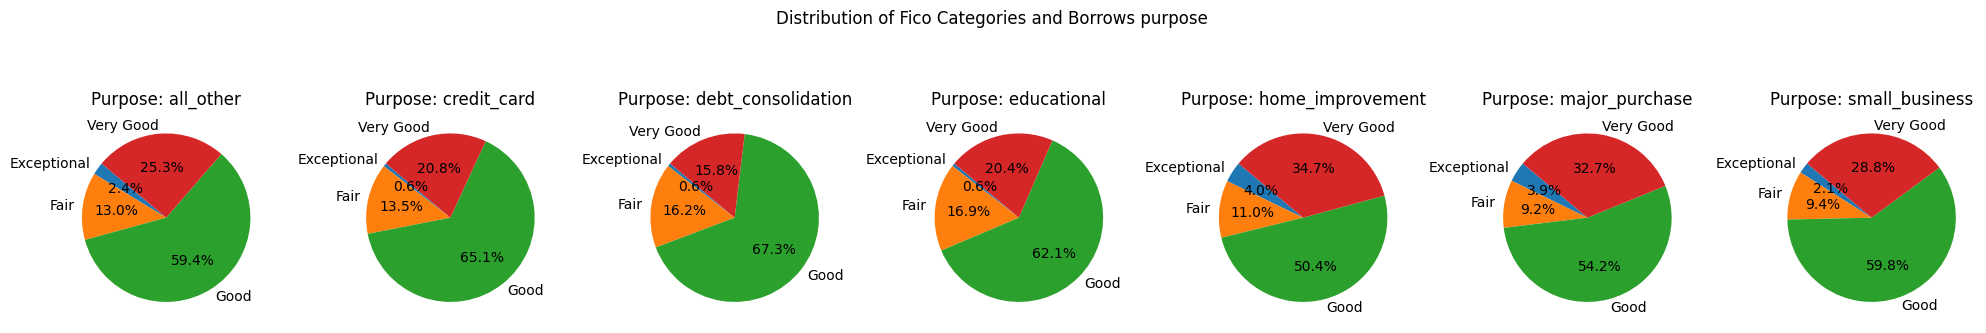 Distribution of Fico Categories and Borrows purpose
Purpose: all_other
Very Good
Exceptional
Fair
Good
25.3%
2.4%
13.0%
59.4%
Purpose: credit_card
Very Good
Exceptional
Fair
Good
20.8%
0.6%
13.5%
65.1%
Purpose: debt_consolidation
Very Good
Exceptional
Fair
Good
15.8%
0.6%
16.2%
67.3%
Purpose: educational
Very Good
Exceptional
Fair
Good
20.4%
0.6%
16.9%
62.1%
Purpose: home_improvement
Very Good
Exceptional
Fair
Good
34.7%
4.0%
11.0%
50.4%
Purpose: major_purchase
Very Good
Exceptional
Fair
Good
32.7%
3.9%
9.2%
54.2%
Purpose: small_business
Very Good
Exceptional
Fair
Good
28.8%
2.1%
9.4%
59.8%